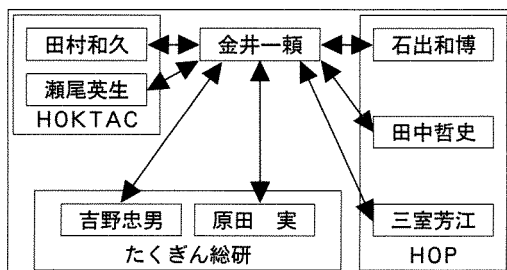 田村和久
金井一頼
石出和博
瀬尾英生
HOKTAC
田中哲史
吉野忠男
原田 実
三室芳江
たくぎん総研
HOP